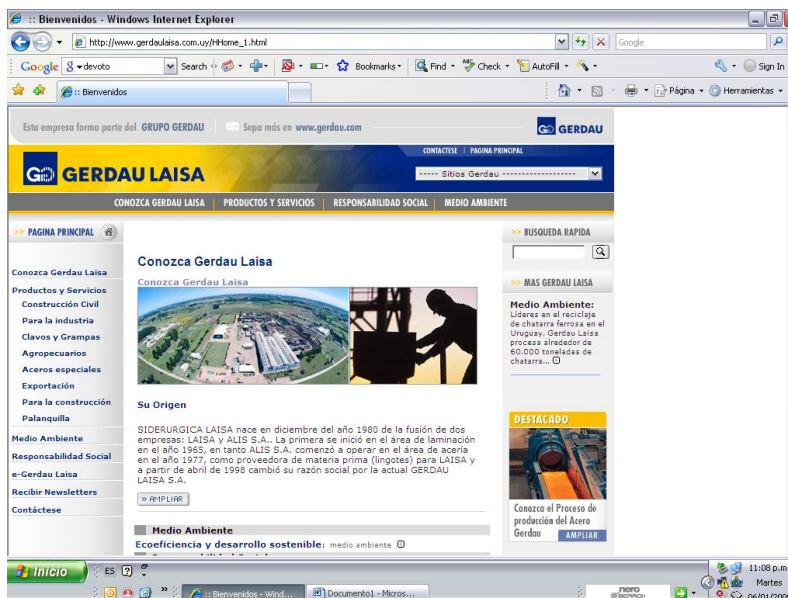 :: Bienvenidos - Windows Internet Explorer
http://www.gerdaulaisa.com.uy/HHome_1.html
Google
Google
devoto
Search
Bookmarks
Find
Check
AutoFill
Sign In
:: Bienvenidos
Página
Herramientas
Esta empresa forma parte del GRUPO GERDAU
Sepa más en www.gerdau.com
GERDAU
CONTACTESE | PAGINA PRINCIPAL
GERDAU LAISA
----- Sitios Gerdau -------------------
CONOZCA GERDAU LAISA | PRODUCTOS Y SERVICIOS | RESPONSABILIDAD SOCIAL | MEDIO AMBIENTE
>> PAGINA PRINCIPAL
Conozca Gerdau Laisa
Productos y Servicios
Construcción Civil
Para la industria
Clavos y Grampas
Agropecuarios
Aceros especiales
Exportación
Para la construcción
Palanquilla
Medio Ambiente
Responsabilidad Social
e-Gerdau Laisa
Recibir Newsletters
Contáctese
Conozca Gerdau Laisa
Conozca Gerdau Laisa
Su Origen
SIDERURGICA LAISA nace en diciembre del año 1980 de la fusión de dos
empresas: LAISA y ALIS S.A.. La primera se inició en el área de laminación
en el año 1965, en tanto ALIS S.A. comenzó a operar en el área de acería
en el año 1977, como proveedora de materia prima (lingotes) para LAISA y
a partir de abril de 1998 cambió su razón social por la actual GERDAU
LAISA S.A.
>> AMPLIAR
Medio Ambiente
Ecoeficiencia y desarrollo sostenible: medio ambiente
>> BUSQUEDA RAPIDA
>> MAS GERDAU LAISA
Medio Ambiente:
Líderes en el reciclaje
de chatarra ferrosa en el
Uruguay. Gerdau Laisa
procesa alrededor de
60.000 toneladas de
chatarra...
DESTACADO
Conozca el Proceso de
producción del Acero
Gerdau
AMPLIAR
Inicio
ES
11:08 p.m.
Martes
:: Bienvenidos - Wind...
Documento1 - Micros...
nero
SEARCH